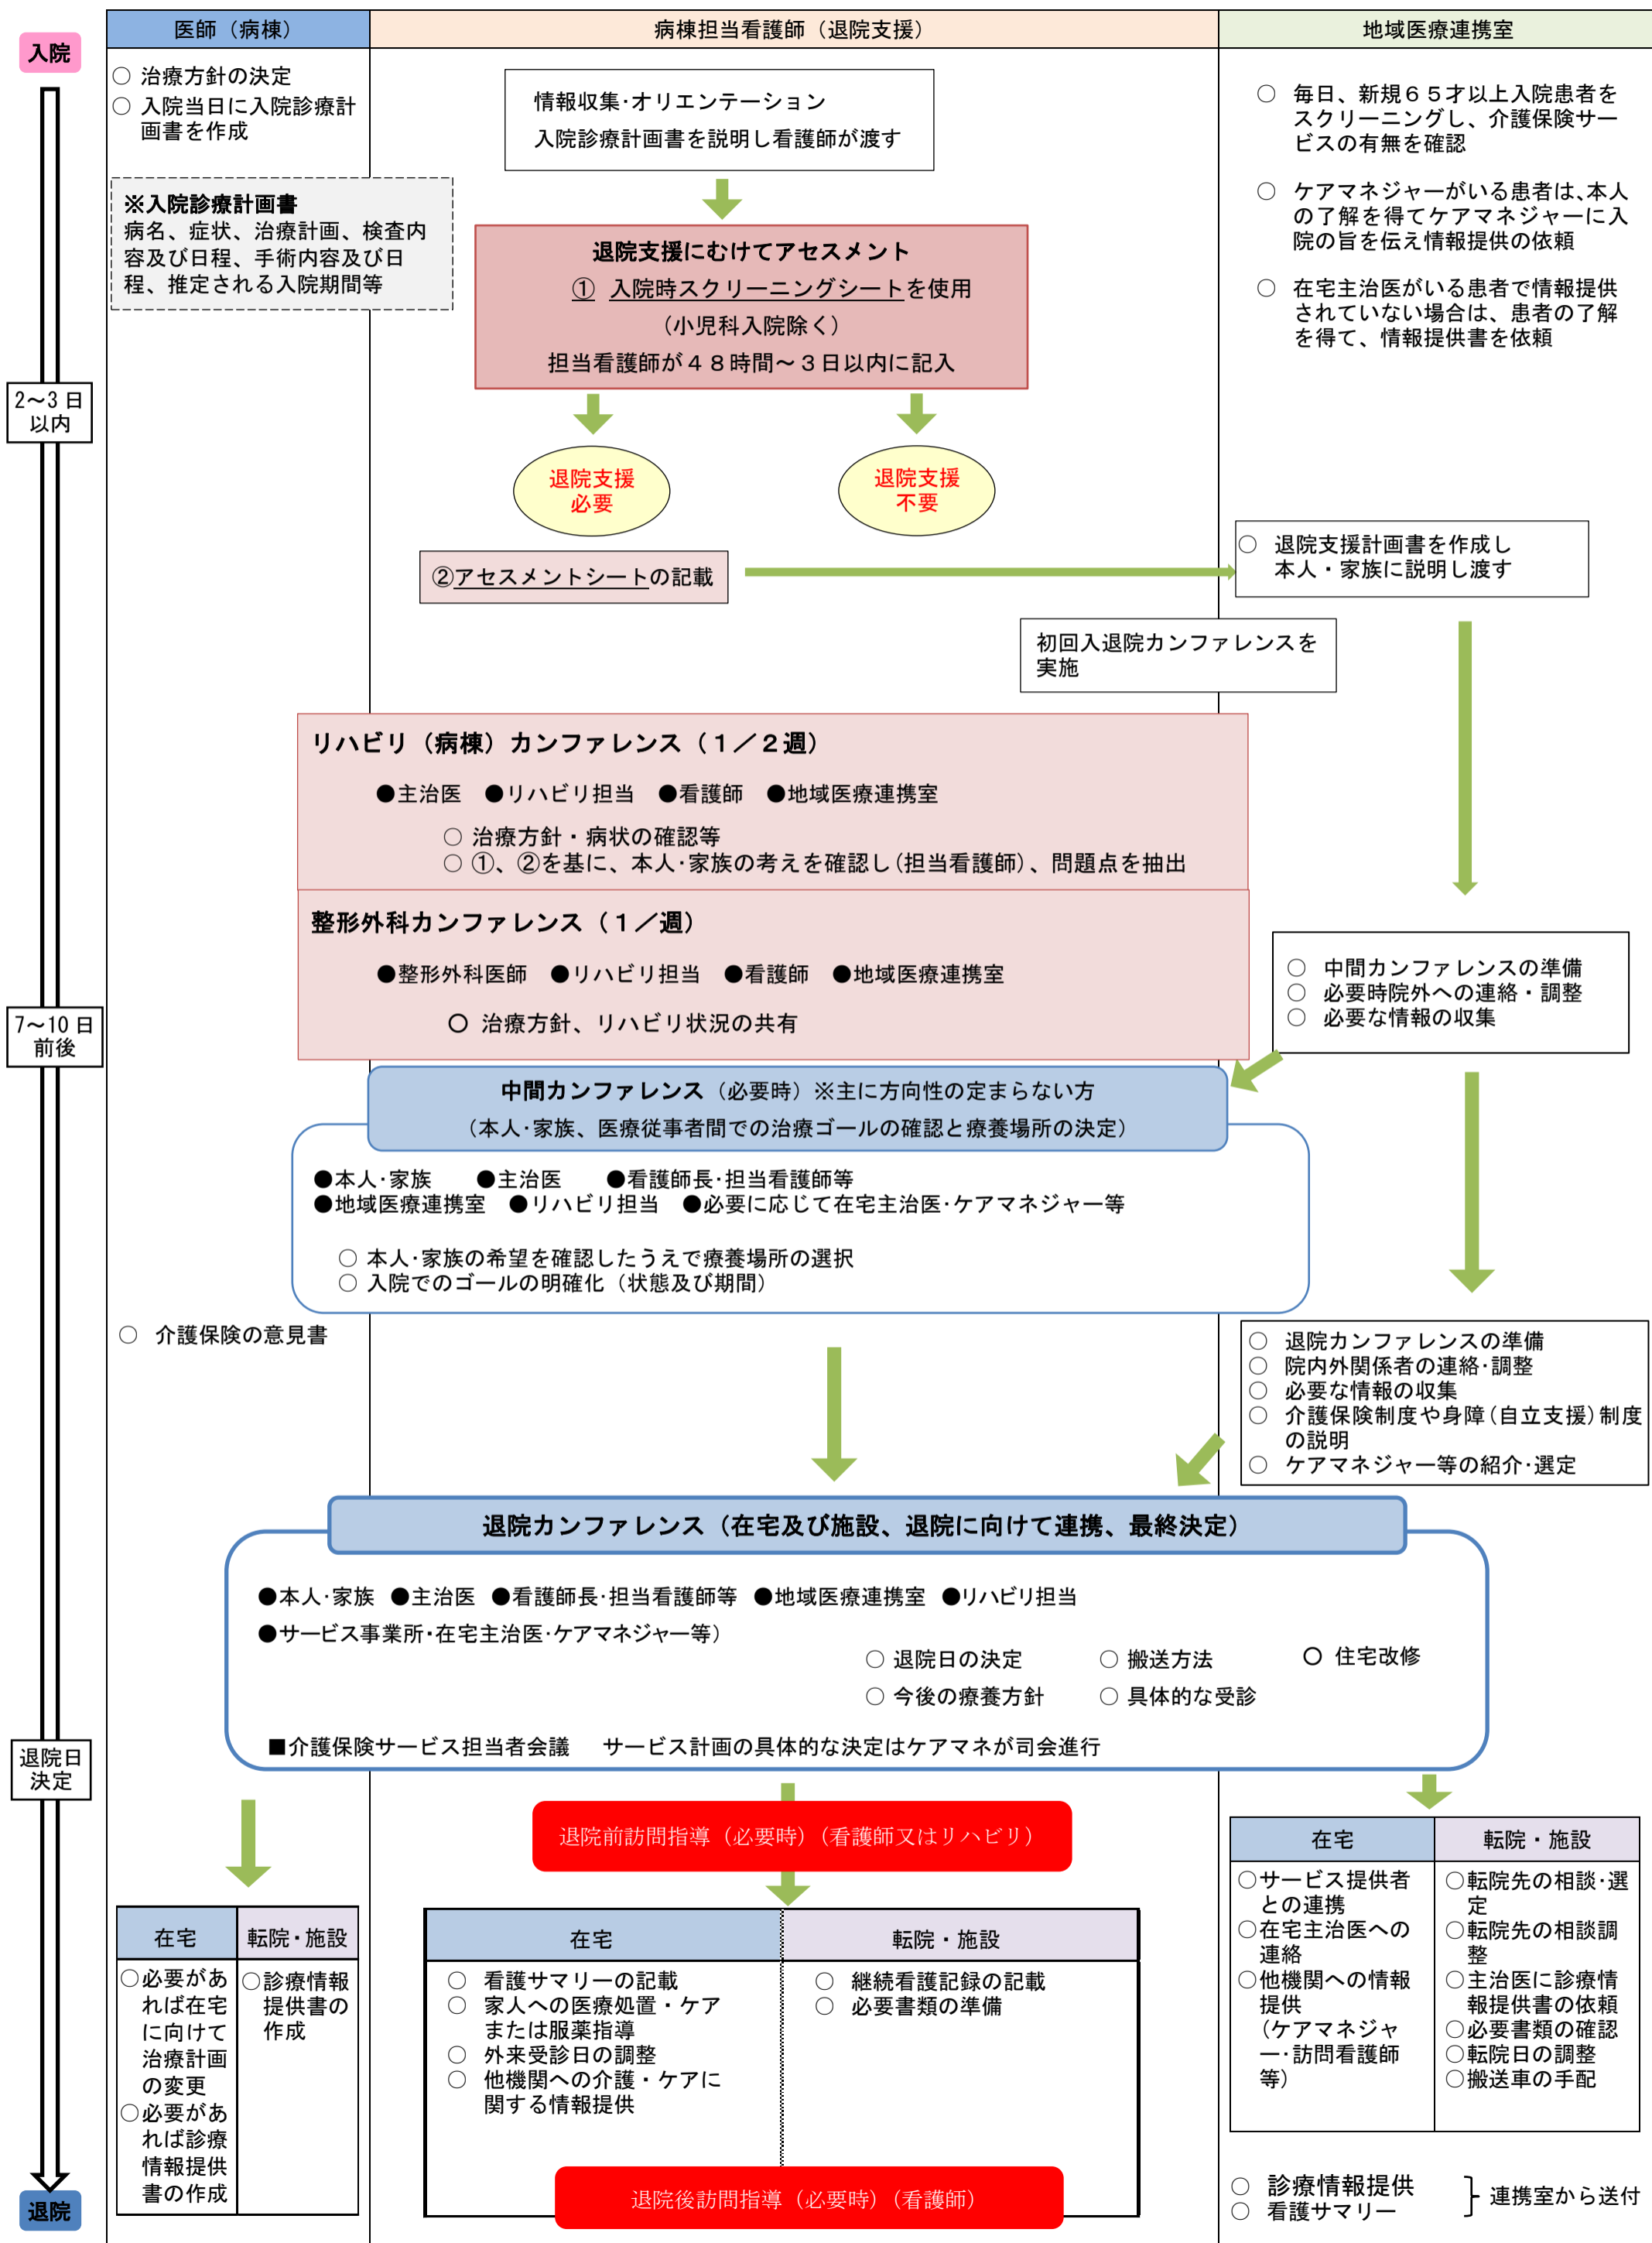 医師（病棟）
病棟担当看護師（退院支援）
地域医療連携室
入院
○ 治療方針の決定
○ 入院当日に入院診療計
画書を作成
※入院診療計画書
病名、症状、治療計画、検査内
容及び日程、手術内容及び日
程、推定される入院期間等
情報収集･オリエンテーション
入院診療計画書を説明し看護師が渡す
退院支援にむけてアセスメント
① 入院時スクリーニングシートを使用
（小児科入院除く）
担当看護師が４８時間～３日以内に記入
○ 毎日、新規６５才以上入院患者を
スクリーニングし、介護保険サー
ビスの有無を確認
○ ケアマネジャーがいる患者は、本人
の了解を得てケアマネジャーに入
院の旨を伝え情報提供の依頼
○ 在宅主治医がいる患者で情報提供
されていない場合は、患者の了解
を得て、情報提供書を依頼
2～3 日
以内
退院支援
必要
退院支援
不要
②アセスメントシートの記載
○ 退院支援計画書を作成し
本人・家族に説明し渡す
初回入退院カンファレンスを
実施
リハビリ（病棟）カンファレンス（１／２週）
●主治医 ●リハビリ担当 ●看護師 ●地域医療連携室
○ 治療方針・病状の確認等
○ ①、②を基に、本人･家族の考えを確認し(担当看護師)、問題点を抽出
整形外科カンファレンス（１／週）
●整形外科医師 ●リハビリ担当 ●看護師 ●地域医療連携室
○ 治療方針、リハビリ状況の共有
7～10 日
前後
○ 中間カンファレンスの準備
○ 必要時院外への連絡・調整
○ 必要な情報の収集
中間カンファレンス（必要時）※主に方向性の定まらない方
（本人･家族、医療従事者間での治療ゴールの確認と療養場所の決定）
●本人･家族 ●主治医 ●看護師長･担当看護師等
●地域医療連携室 ●リハビリ担当 ●必要に応じて在宅主治医･ケアマネジャー等
○ 本人･家族の希望を確認したうえで療養場所の選択
○ 入院でのゴールの明確化（状態及び期間）
○ 介護保険の意見書
○ 退院カンファレンスの準備
○ 院内外関係者の連絡･調整
○ 必要な情報の収集
○ 介護保険制度や身障(自立支援)制度
の説明
○ ケアマネジャー等の紹介･選定
退院カンファレンス（在宅及び施設、退院に向けて連携、最終決定）
●本人･家族 ●主治医 ●看護師長･担当看護師等 ●地域医療連携室 ●リハビリ担当
●サービス事業所･在宅主治医･ケアマネジャー等）
○ 退院日の決定 ○ 搬送方法 ○ 住宅改修
○ 今後の療養方針 ○ 具体的な受診
■介護保険サービス担当者会議 サービス計画の具体的な決定はケアマネが司会進行
退院日
決定
退院前訪問指導（必要時）（看護師又はリハビリ）
在宅
転院・施設
○必要があ
れば在宅
に向けて
治療計画
の変更
○必要があ
れば診療
情報提供
書の作成
○診療情報
提供書の
作成
在宅
転院・施設
○ 看護サマリーの記載
○ 家人への医療処置・ケア
または服薬指導
○ 外来受診日の調整
○ 他機関への介護・ケアに
関する情報提供
○ 継続看護記録の記載
○ 必要書類の準備
退院後訪問指導（必要時）（看護師）
在宅
転院・施設
○サービス提供者
との連携
○在宅主治医への
連絡
○他機関への情報
提供
（ケアマネジャ
ー･訪問看護師
等）
○転院先の相談･選
定
○転院先の相談調
整
○主治医に診療情
報提供書の依頼
○必要書類の確認
○転院日の調整
○搬送車の手配
○ 診療情報提供
○ 看護サマリー
連携室から送付
退院